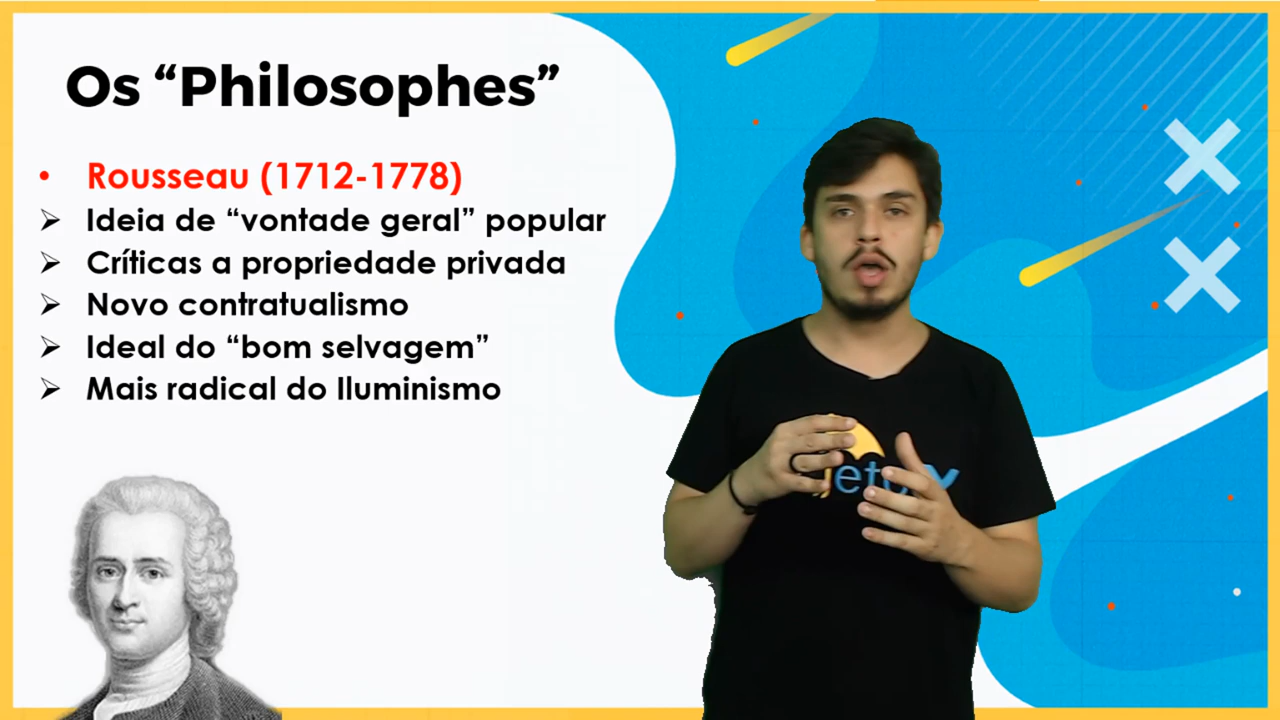 Os “Philosophes”
• Rousseau (1712-1778)
➢ Ideia de “vontade geral” popular
➢ Críticas a propriedade privada
➢ Novo contratualismo
➢ Ideal do “bom selvagem”
➢ Mais radical do Iluminismo